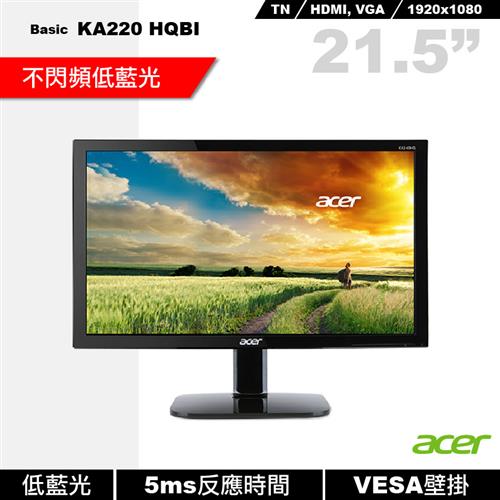 Basic KA220 HQBI
TN / HDMI, VGA / 1920x1080
21.5”
不閃頻低藍光
acer
acer
acer
低藍光 / 5ms反應時間 / VESA壁掛